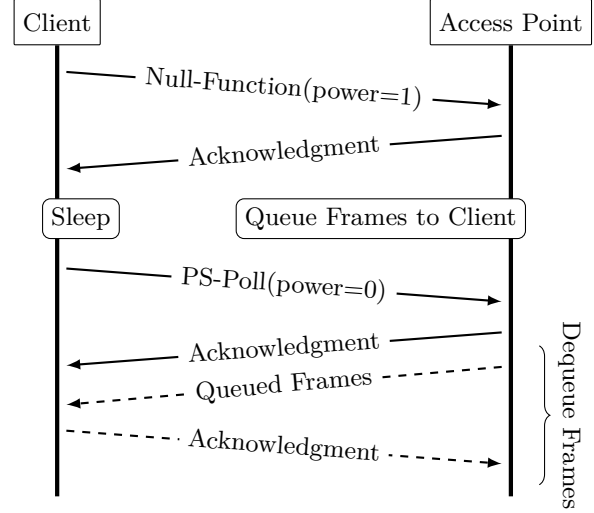 Client
Access Point
Null-Function(power=1)
Acknowledgment
Sleep
Queue Frames to Client
PS-Poll(power=0)
Acknowledgment
Queued Frames
Acknowledgment
Dequeue Frames